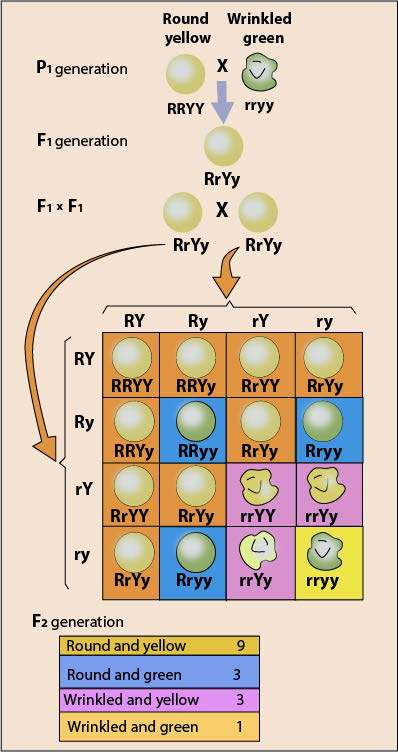 Round yellow Wrinkled green
P1 generation X
RRYY rryy
F1 generation
RrYy
F1 x F1 X
RrYy RrYy
RY Ry rY ry
RY
RRYY RRYy RrYY RrYy
Ry
RRYy RRyy RrYy Rryy
rY
RrYY RrYy rrYY rrYy
ry
RrYy Rryy rrYy rryy
F2 generation
Round and yellow 9
Round and green 3
Wrinkled and yellow 3
Wrinkled and green 1